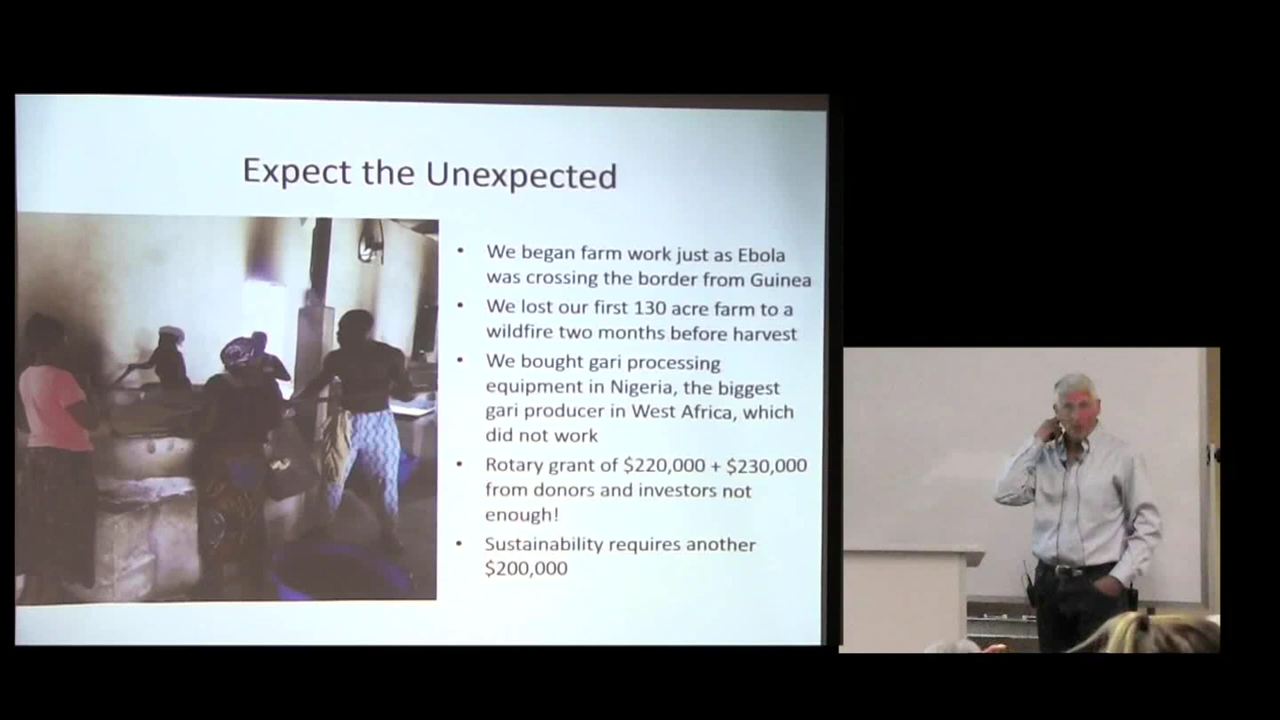 Expect the Unexpected
• We began farm work just as Ebola
was crossing the border from Guinea
• We lost our first 130 acre farm to a
wildfire two months before harvest
• We bought gari processing
equipment in Nigeria, the biggest
gari producer in West Africa, which
did not work
• Rotary grant of $220,000 + $230,000
from donors and investors not
enough!
• Sustainability requires another
$200,000